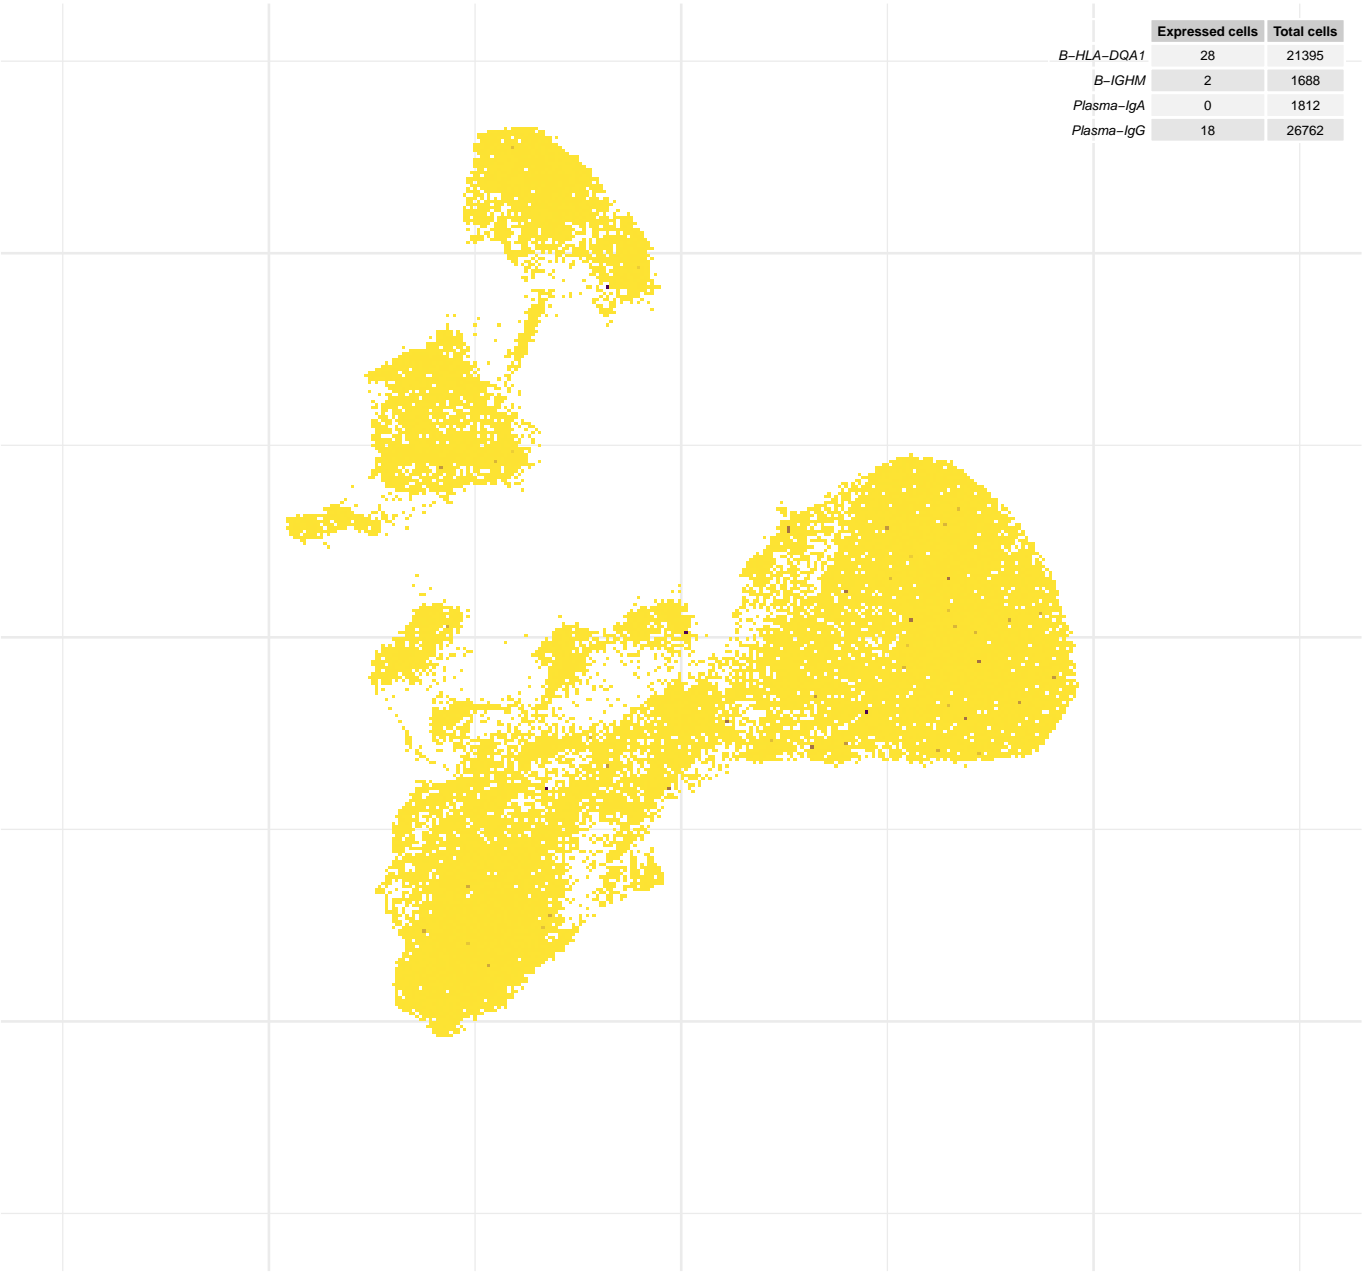 Expressed cells Total cells
B−HLA−DQA1 28 21395
B−IGHM 2 1688
Plasma−IgA 0 1812
Plasma−IgG 18 26762